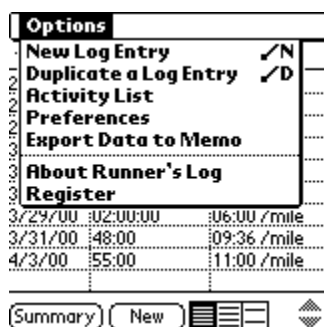 Options
New Log Entry /N
Duplicate a Log Entry /D
Activity List
Preferences
Export Data to Memo
About Runner's Log
Register
3/29/00 02:00:00 06:00 /mile
3/31/00 48:00 09:36 /mile
4/3/00 55:00 11:00 /mile
Summary New